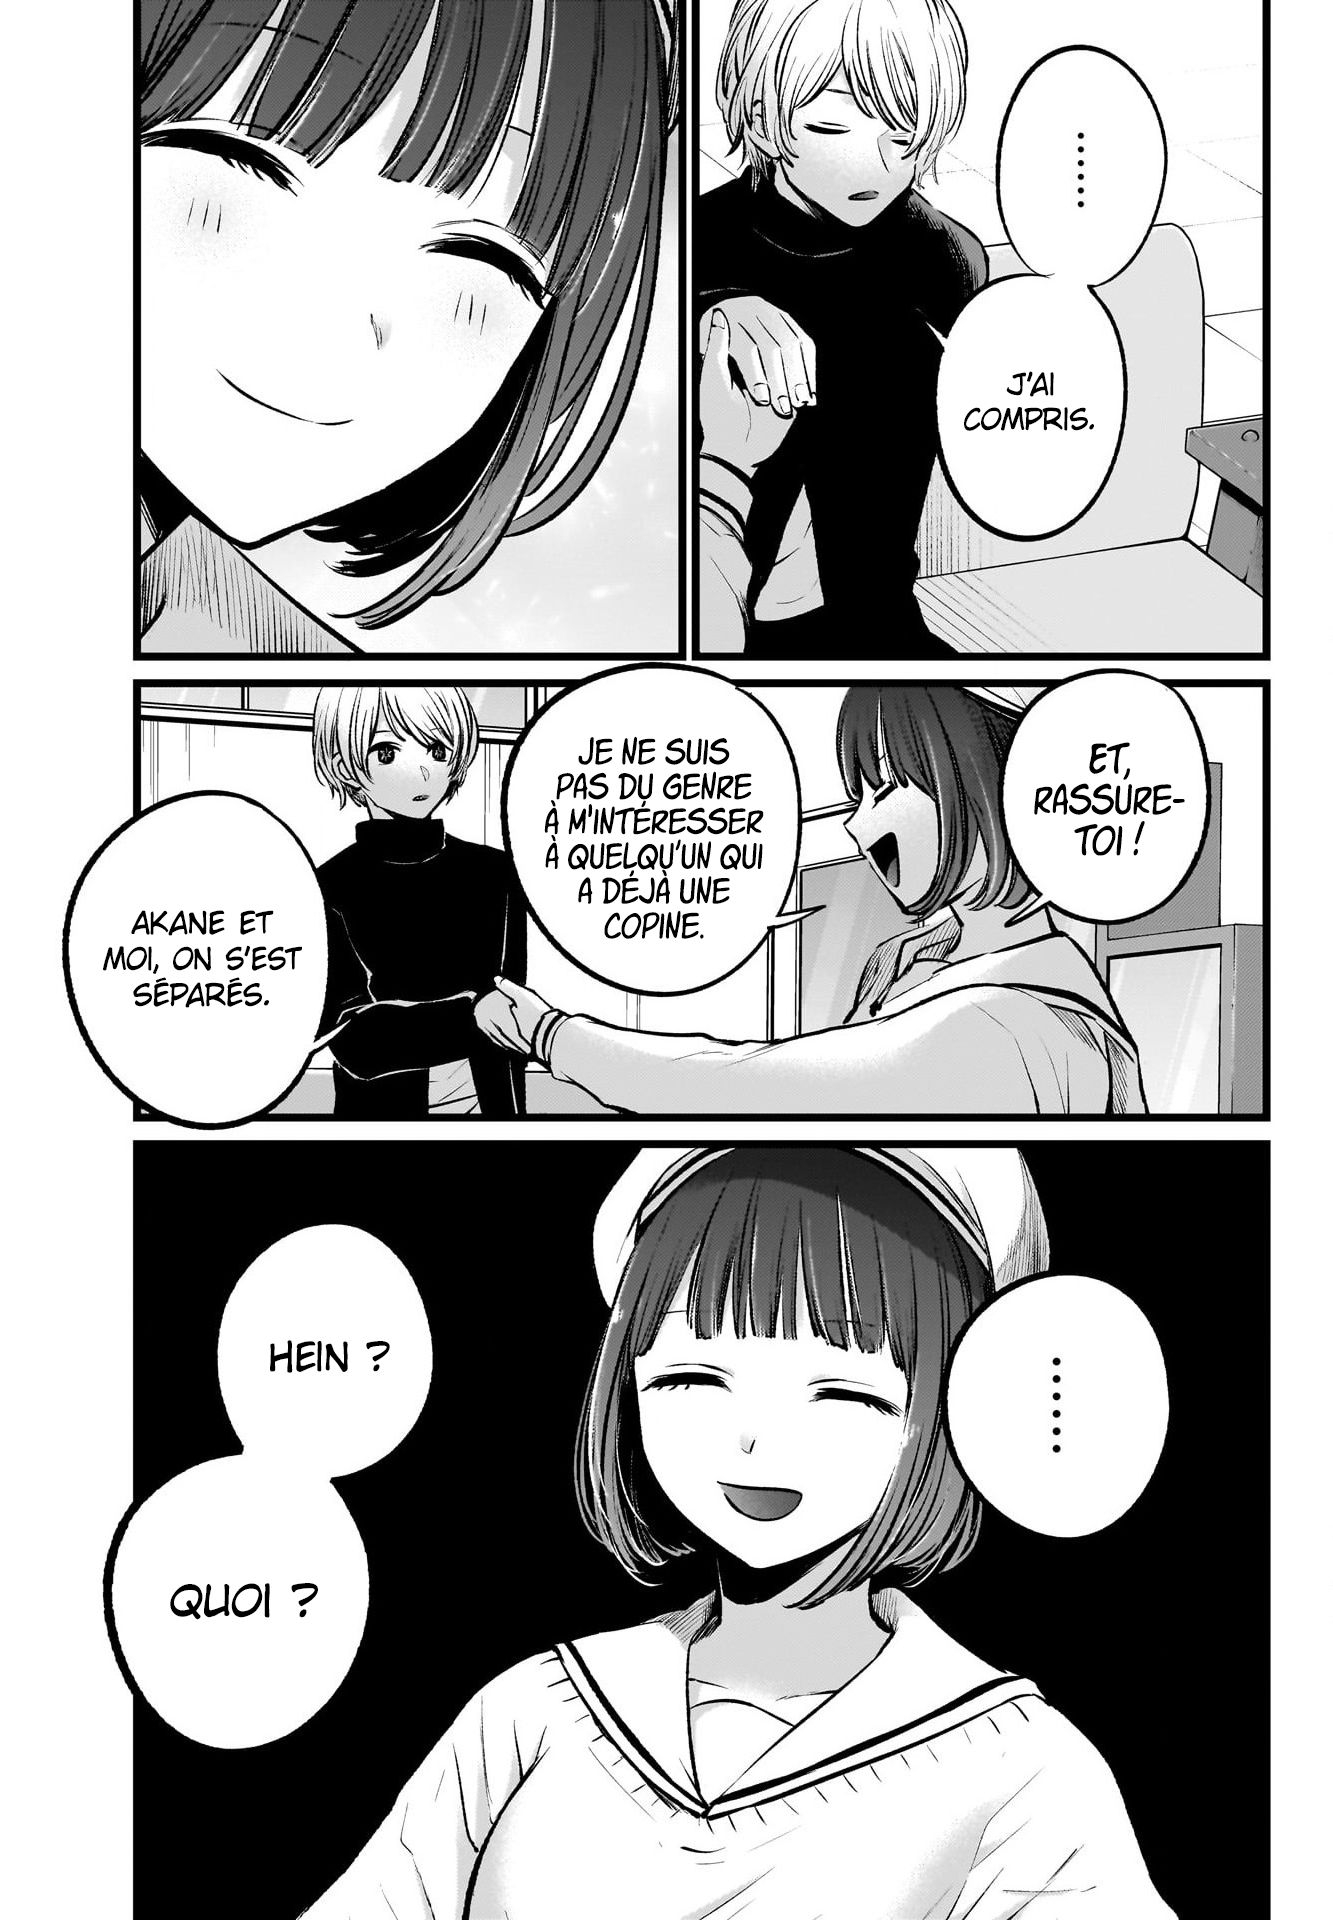 ......
J'AI
COMPRIS.
ET,
RASSURE-
TOI !
JE NE SUIS
PAS DU GENRE
À M'INTÉRESSER
À QUELQU'UN QUI
A DÉJÀ UNE
COPINE.
AKANE ET
MOI, ON S'EST
SÉPARÉS.
......
HEIN ?
QUOI ?